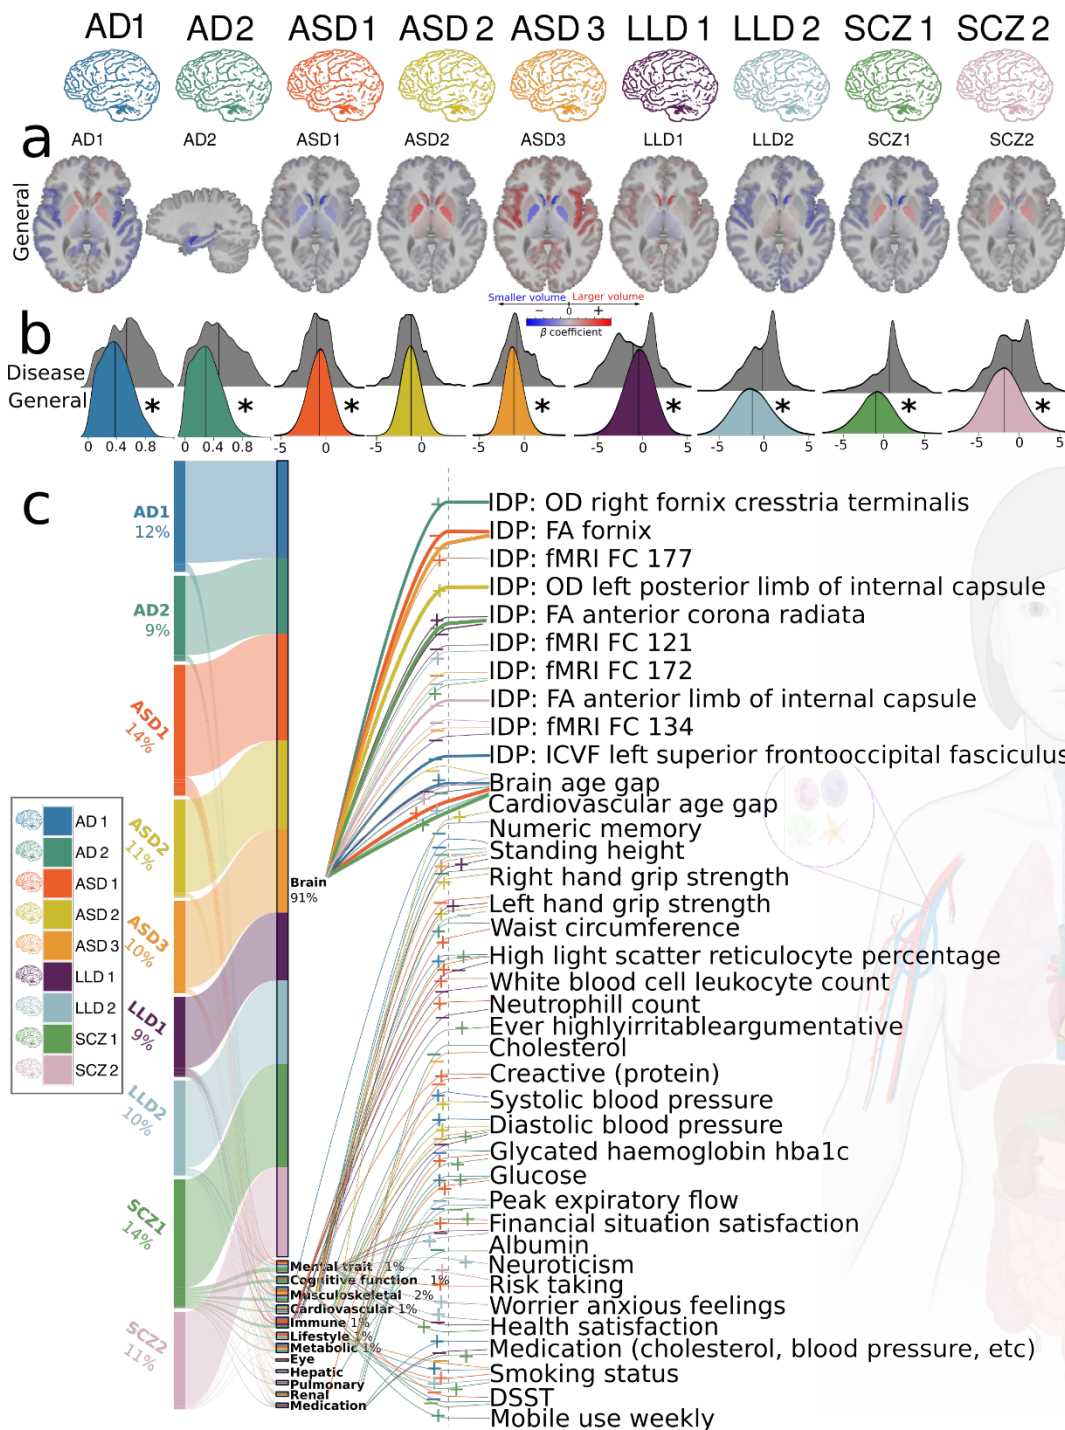 AD1 AD2 ASD1 ASD2 ASD3 LLD1 LLD2 SCZ1 SCZ2
a
AD1 AD2 ASD1 ASD2 ASD3 LLD1 LLD2 SCZ1 SCZ2
General
Smaller volume Larger volume
− 0 +
β coefficient
b
Disease
General
* * * * * * * *
0 0.4 0.8 0 0.4 0.8 -5 0 -5 0 -5 0 -5 0 5 -5 0 5 -5 0 5 -5 0 5
c
AD1
12%
AD2
9%
ASD1
14%
ASD2
11%
ASD3
10%
LLD1
9%
LLD2
10%
SCZ1
14%
SCZ2
11%
AD 1
AD 2
ASD 1
ASD 2
ASD 3
LLD 1
LLD 2
SCZ 1
SCZ 2
Brain
91%
Mental trait 1%
Cognitive function 1%
Musculoskeletal 2%
Cardiovascular 1%
Immune 1%
Lifestyle 1%
Metabolic 1%
Eye
Hepatic
Pulmonary
Renal
Medication
IDP: OD right fornix cresstria terminalis
IDP: FA fornix
IDP: fMRI FC 177
IDP: OD left posterior limb of internal capsule
IDP: FA anterior corona radiata
IDP: fMRI FC 121
IDP: fMRI FC 172
IDP: FA anterior limb of internal capsule
IDP: fMRI FC 134
IDP: ICVF left superior frontooccipital fasciculus
Brain age gap
Cardiovascular age gap
Numeric memory
Standing height
Right hand grip strength
Left hand grip strength
Waist circumference
High light scatter reticulocyte percentage
White blood cell leukocyte count
Neutrophill count
Ever highlyirritableargumentative
Cholesterol
Creactive (protein)
Systolic blood pressure
Diastolic blood pressure
Glycated haemoglobin hba1c
Glucose
Peak expiratory flow
Financial situation satisfaction
Albumin
Neuroticism
Risk taking
Worrier anxious feelings
Health satisfaction
Medication (cholesterol, blood pressure, etc)
Smoking status
DSST
Mobile use weekly